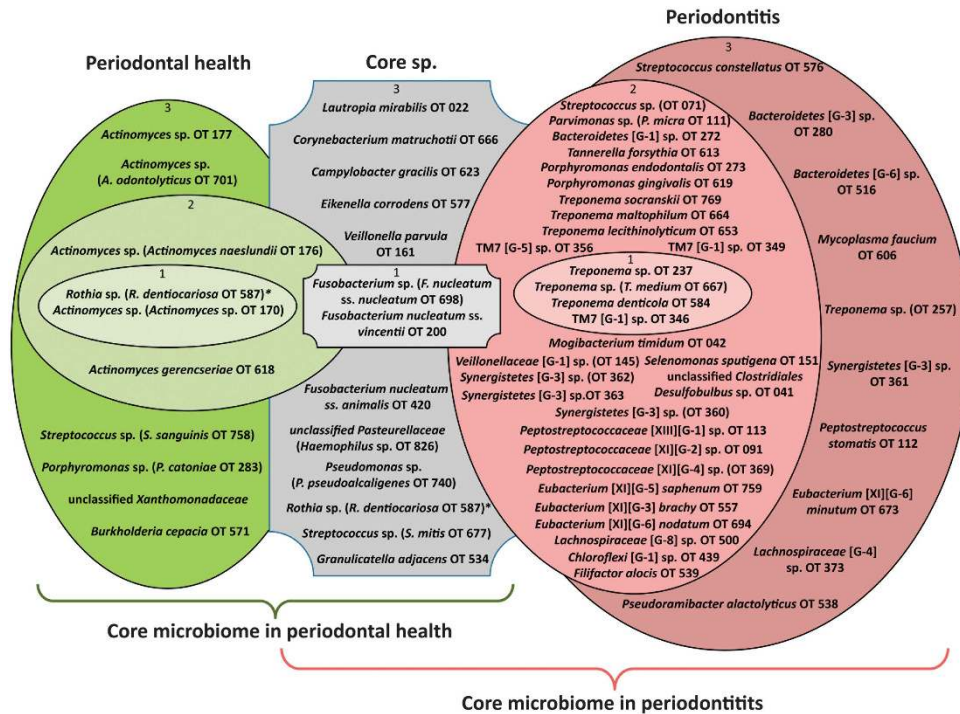 Periodontitis
Periodontal health
Core sp.
3
Actinomyces sp. OT 177
Actinomyces sp.
(A. odontolyticus OT 701)
2
Actinomyces sp. (Actinomyces naeslundii OT 176)
1
Rothia sp. (R. dentiocariosa OT 587)*
Actinomyces sp. (Actinomyces sp. OT 170)
Actinomyces gerencseriae OT 618
Streptococcus sp. (S. sanguinis OT 758)
Porphyromonas sp. (P. catoniae OT 283)
unclassified Xanthomonadaceae
Burkholderia cepacia OT 571
3
Lautropia mirabilis OT 022
Corynebacterium matruchotii OT 666
Campylobacter gracilis OT 623
Eikenella corrodens OT 577
Veillonella parvula
OT 161
1
Fusobacterium sp. (F. nucleatum
ss. nucleatum OT 698)
Fusobacterium nucleatum ss.
vincentii OT 200
Fusobacterium nucleatum
ss. animalis OT 420
unclassified Pasteurellaceae
(Haemophilus sp. OT 826)
Pseudomonas sp.
(P. pseudoalcaligenes OT 740)
Rothia sp. (R. dentiocariosa OT 587)*
Streptococcus sp. (S. mitis OT 677)
Granulicatella adjacens OT 534
2
Streptococcus sp. (OT 071)
Parvimonas sp. (P. micra OT 111)
Bacteroidetes [G-1] sp. OT 272
Tannerella forsythia OT 613
Porphyromonas endodontalis OT 273
Porphyromonas gingivalis OT 619
Treponema socranskii OT 769
Treponema maltophilum OT 664
Treponema lecithinolyticum OT 653
TM7 [G-5] sp. OT 356 TM7 [G-1] sp. OT 349
1
Treponema sp. OT 237
Treponema sp. (T. medium OT 667)
Treponema denticola OT 584
TM7 [G-1] sp. OT 346
Mogibacterium timidum OT 042
Veillonellaceae [G-1] sp. (OT 145) Selenomonas sputigena OT 151
Synergistetes [G-3] sp. (OT 362) unclassified Clostridiales
Synergistetes [G-3] sp.OT 363 Desulfobulbus sp. OT 041
Synergistetes [G-3] sp. (OT 360)
Peptostreptococcaceae [XIII][G-1] sp. OT 113
Peptostreptococcaceae [XI][G-2] sp. OT 091
Peptostreptococcaceae [XI][G-4] sp. (OT 369)
Eubacterium [XI][G-5] saphenum OT 759
Eubacterium [XI][G-3] brachy OT 557
Eubacterium [XI][G-6] nodatum OT 694
Lachnospiraceae [G-8] sp. OT 500
Chloroflexi [G-1] sp. OT 439
Filifactor alocis OT 539
3
Streptococcus constellatus OT 576
Bacteroidetes [G-3] sp.
OT 280
Bacteroidetes [G-6] sp.
OT 516
Mycoplasma faucium
OT 606
Treponema sp. (OT 257)
Synergistetes [G-3] sp.
OT 361
Peptostreptococcus
stomatis OT 112
Eubacterium [XI][G-6]
minutum OT 673
Lachnospiraceae [G-4]
sp. OT 373
Pseudoramibacter alactolyticus OT 538
Core microbiome in periodontal health
Core microbiome in periodontitits